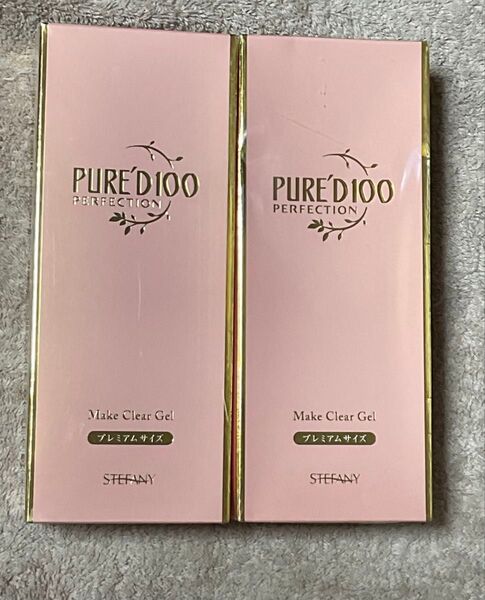 PURE'D100
PERFECTION
Make Clear Gel
プレミアムサイズ
STEFANY
PURE'D100
PERFECTION
Make Clear Gel
プレミアムサイズ
STEFANY